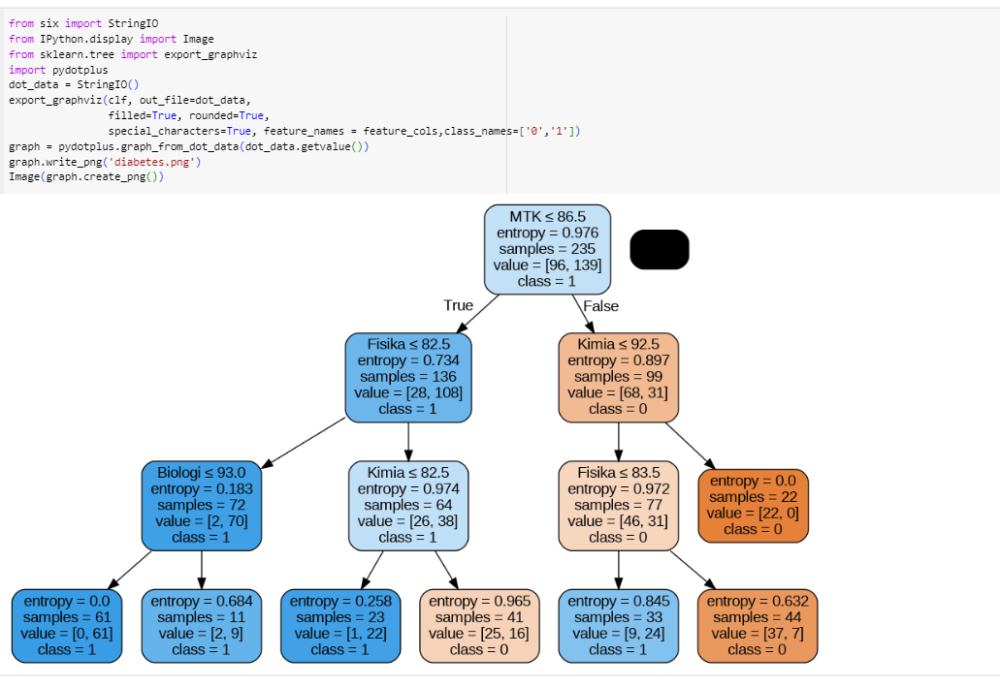 from six import StringIO
from IPython.display import Image
from sklearn.tree import export_graphviz
import pydotplus
dot_data = StringIO()
export_graphviz(clf, out_file=dot_data,
filled=True, rounded=True,
special_characters=True, feature_names = feature_cols,class_names=['0','1'])
graph = pydotplus.graph_from_dot_data(dot_data.getvalue())
graph.write_png('diabetes.png')
Image(graph.create_png())
MTK ≤ 86.5
entropy = 0.976
samples = 235
value = [96, 139]
class = 1
True
False
Fisika ≤ 82.5
entropy = 0.734
samples = 136
value = [28, 108]
class = 1
Kimia ≤ 92.5
entropy = 0.897
samples = 99
value = [68, 31]
class = 0
Biologi ≤ 93.0
entropy = 0.183
samples = 72
value = [2, 70]
class = 1
Kimia ≤ 82.5
entropy = 0.974
samples = 64
value = [26, 38]
class = 1
Fisika ≤ 83.5
entropy = 0.972
samples = 77
value = [46, 31]
class = 0
entropy = 0.0
samples = 22
value = [22, 0]
class = 0
entropy = 0.0
samples = 61
value = [0, 61]
class = 1
entropy = 0.684
samples = 11
value = [2, 9]
class = 1
entropy = 0.258
samples = 23
value = [1, 22]
class = 1
entropy = 0.965
samples = 41
value = [25, 16]
class = 0
entropy = 0.845
samples = 33
value = [9, 24]
class = 1
entropy = 0.632
samples = 44
value = [37, 7]
class = 0